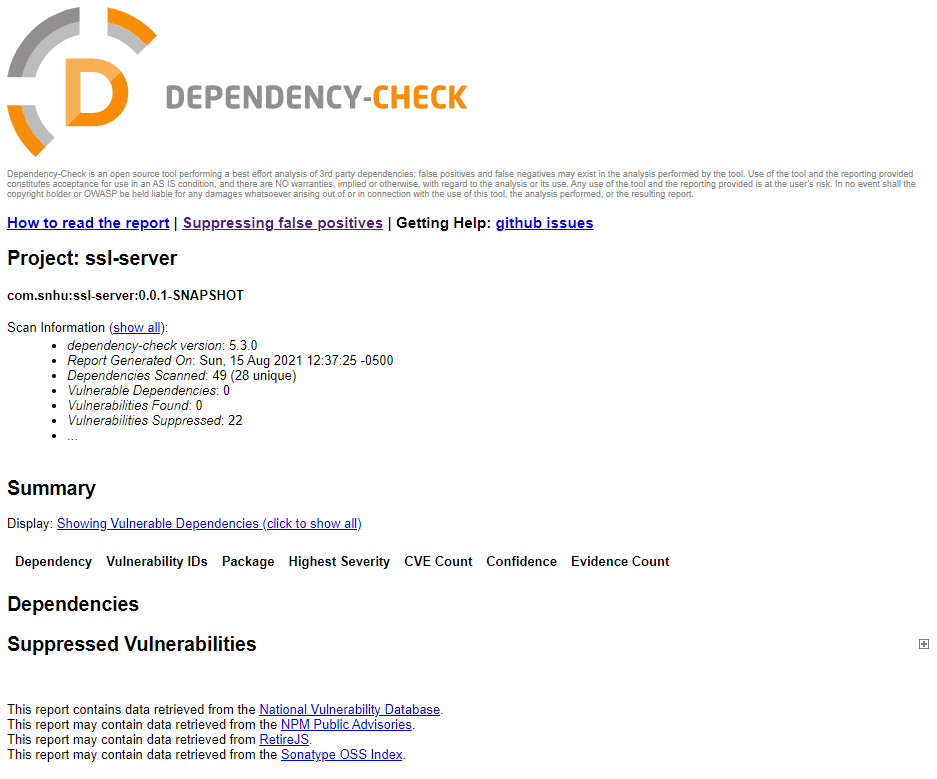 D
DEPENDENCY-CHECK
Dependency-Check is an open source tool performing a best effort analysis of 3rd party dependencies; false positives and false negatives may exist in the analysis performed by the tool. Use of the tool and the reporting provided
constitutes acceptance for use in an AS IS condition, and there are NO warranties, implied or otherwise, with regard to the analysis or its use. Any use of the tool and the reporting provided is at the user's risk. In no event shall the
copyright holder or OWASP be held liable for any damages whatsoever arising out of or in connection with the use of this tool, the analysis performed, or the resulting report.
How to read the report | Suppressing false positives | Getting Help: github issues
Project: ssl-server
com.snhu:ssl-server:0.0.1-SNAPSHOT
Scan Information (show all):
• dependency-check version: 5.3.0
• Report Generated On: Sun, 15 Aug 2021 12:37:25 -0500
• Dependencies Scanned: 49 (28 unique)
• Vulnerable Dependencies: 0
• Vulnerabilities Found: 0
• Vulnerabilities Suppressed: 22
• ...
Summary
Display: Showing Vulnerable Dependencies (click to show all)
Dependency Vulnerability IDs Package Highest Severity CVE Count Confidence Evidence Count
Dependencies
Suppressed Vulnerabilities
This report contains data retrieved from the National Vulnerability Database.
This report may contain data retrieved from the NPM Public Advisories.
This report may contain data retrieved from RetireJS.
This report may contain data retrieved from the Sonatype OSS Index.